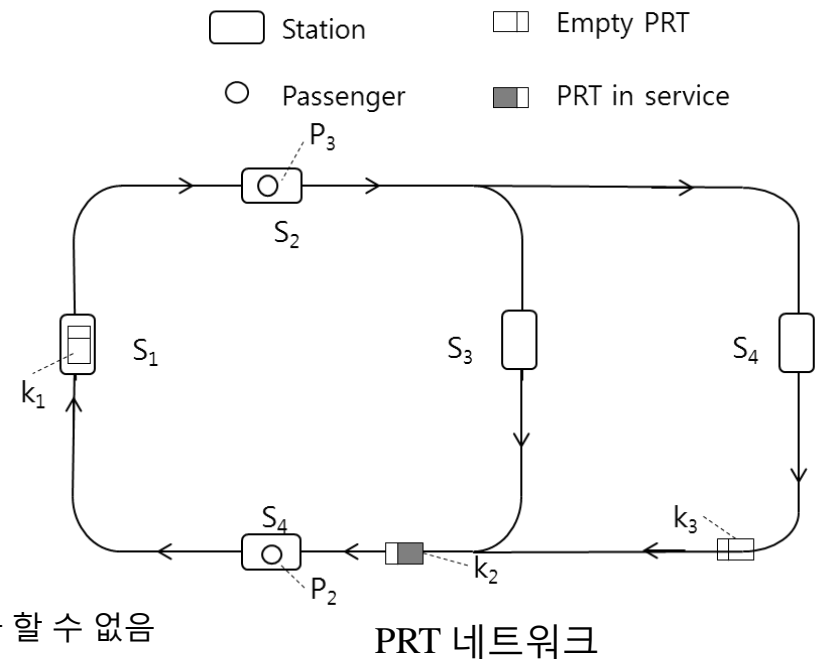 Station
Empty PRT
Passenger
PRT in service
P3
S2
S1
S3
S4
k1
S4
k3
k2
P2
할 수 없음
PRT 네트워크